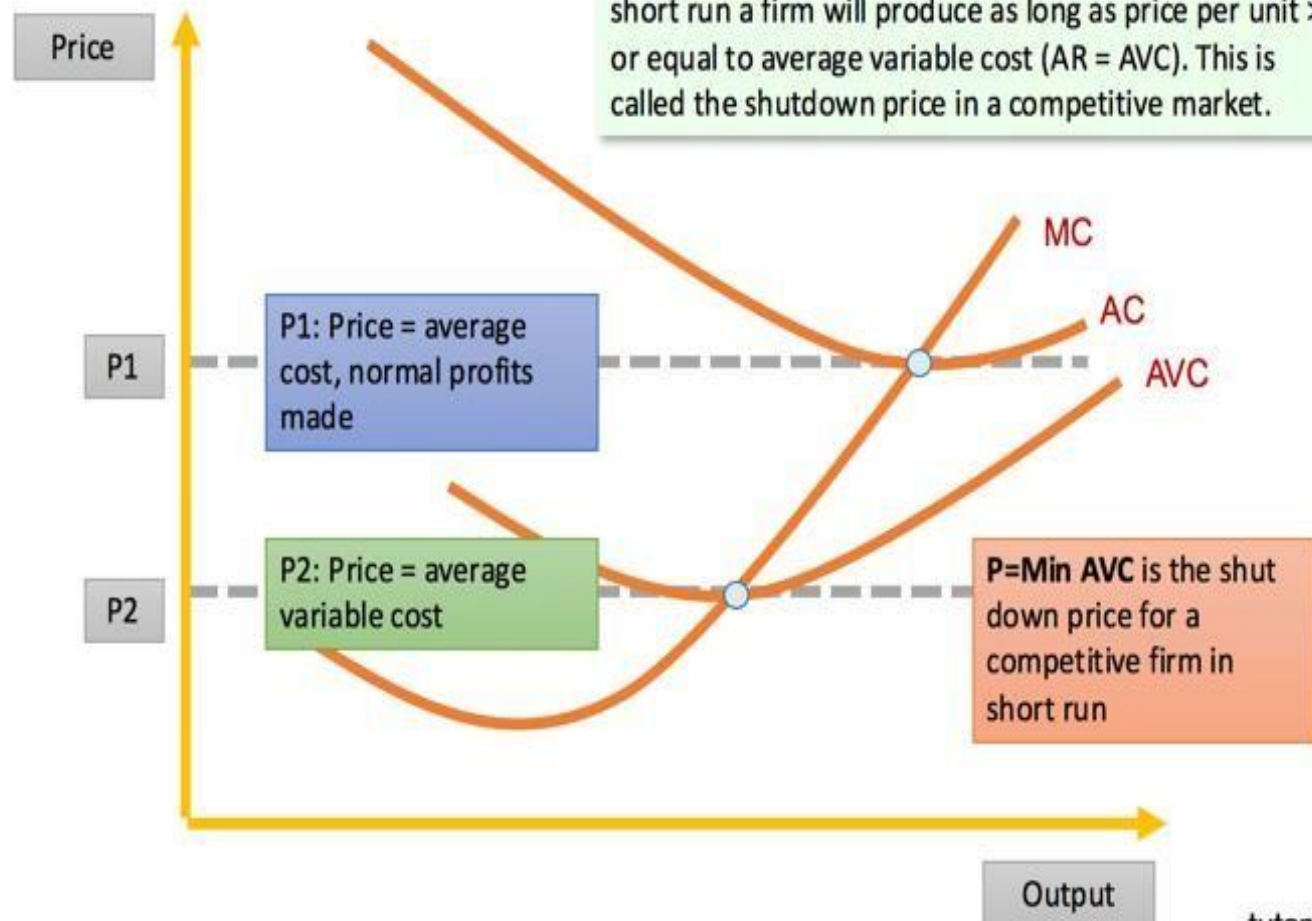 Price
short run a firm will produce as long as price per unit >
or equal to average variable cost (AR = AVC). This is
called the shutdown price in a competitive market.
MC
AC
AVC
P1
P1: Price = average
cost, normal profits
made
P2
P2: Price = average
variable cost
P=Min AVC is the shut
down price for a
competitive firm in
short run
Output